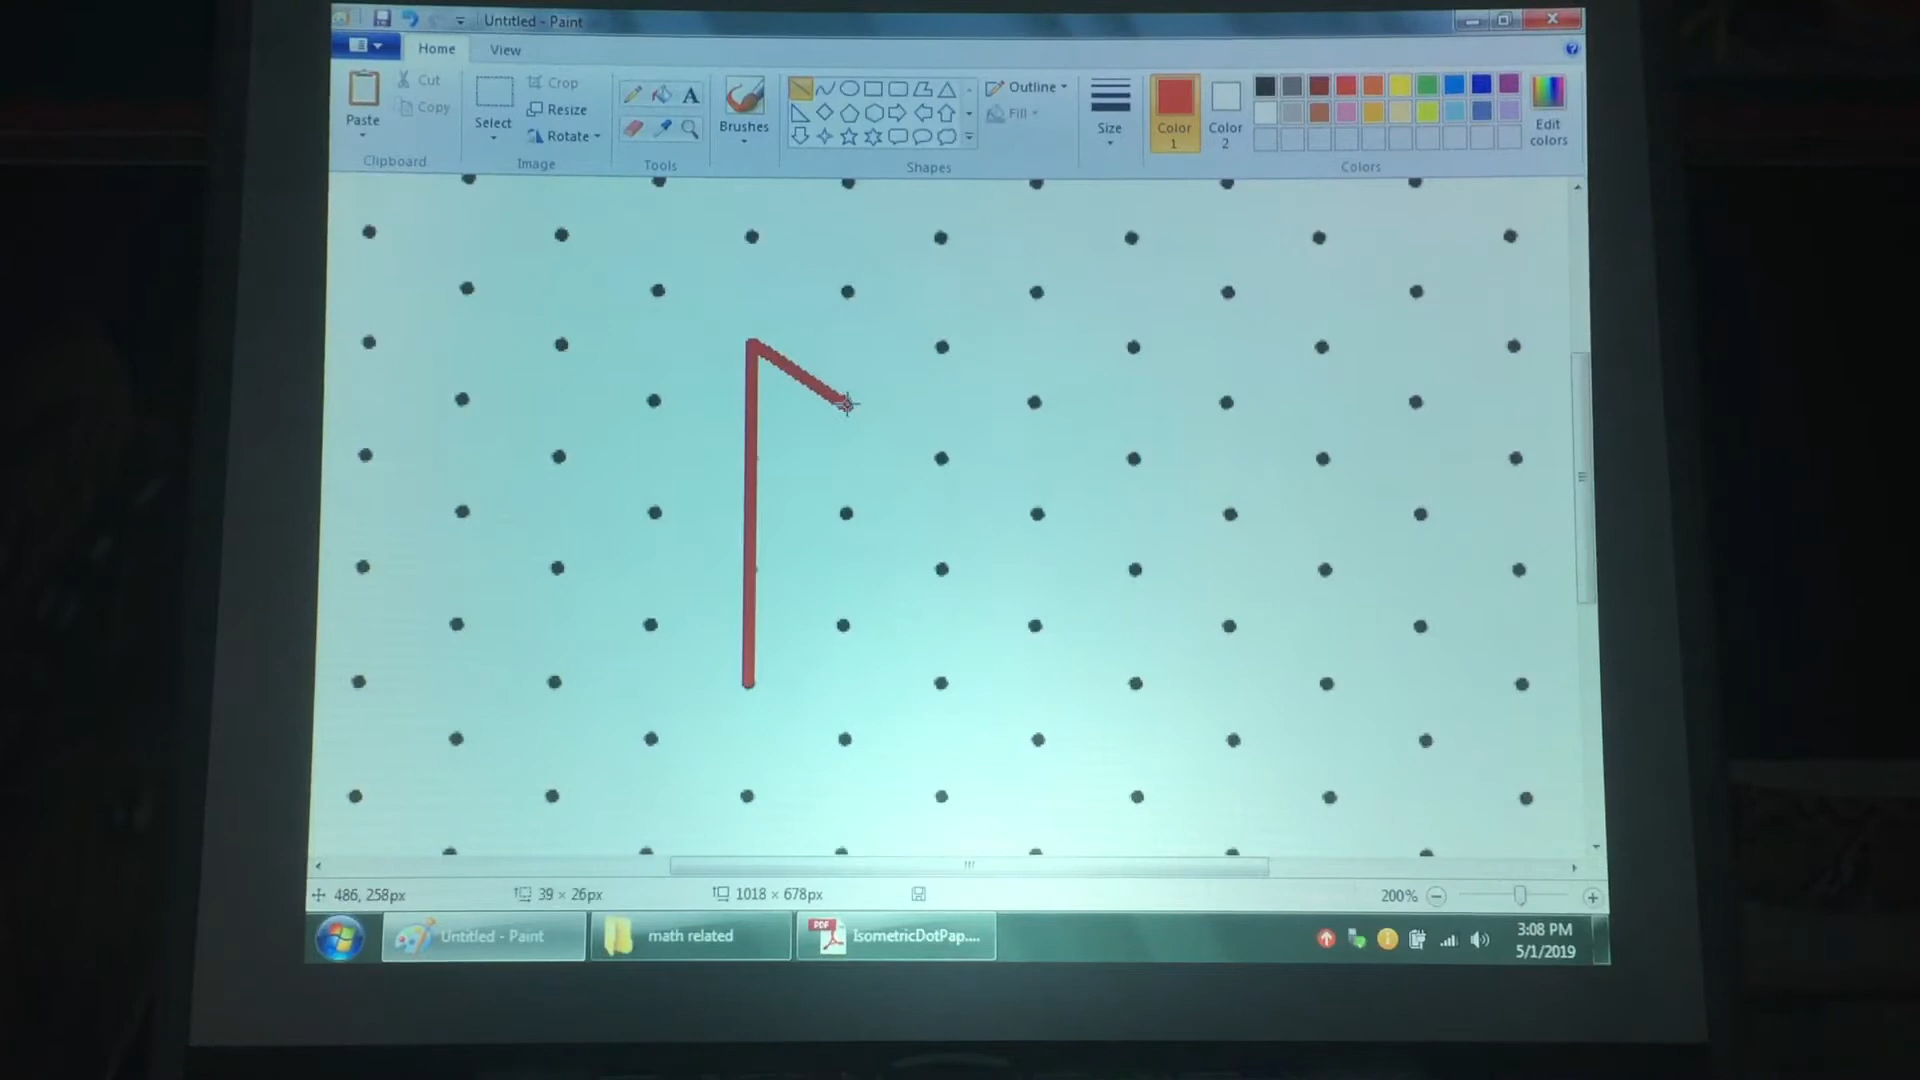 Untitled - Paint
Home View
Cut
Copy
Paste
Clipboard
Select
Crop
Resize
Rotate
Image
A
Tools
Brushes
Outline
Fill
Shapes
Size
Color 1
Color 2
Edit colors
Colors
486, 258px
39 × 26px
1018 × 678px
200%
Untitled - Paint
math related
PDF
IsometricDotPap....
3:08 PM
5/1/2019